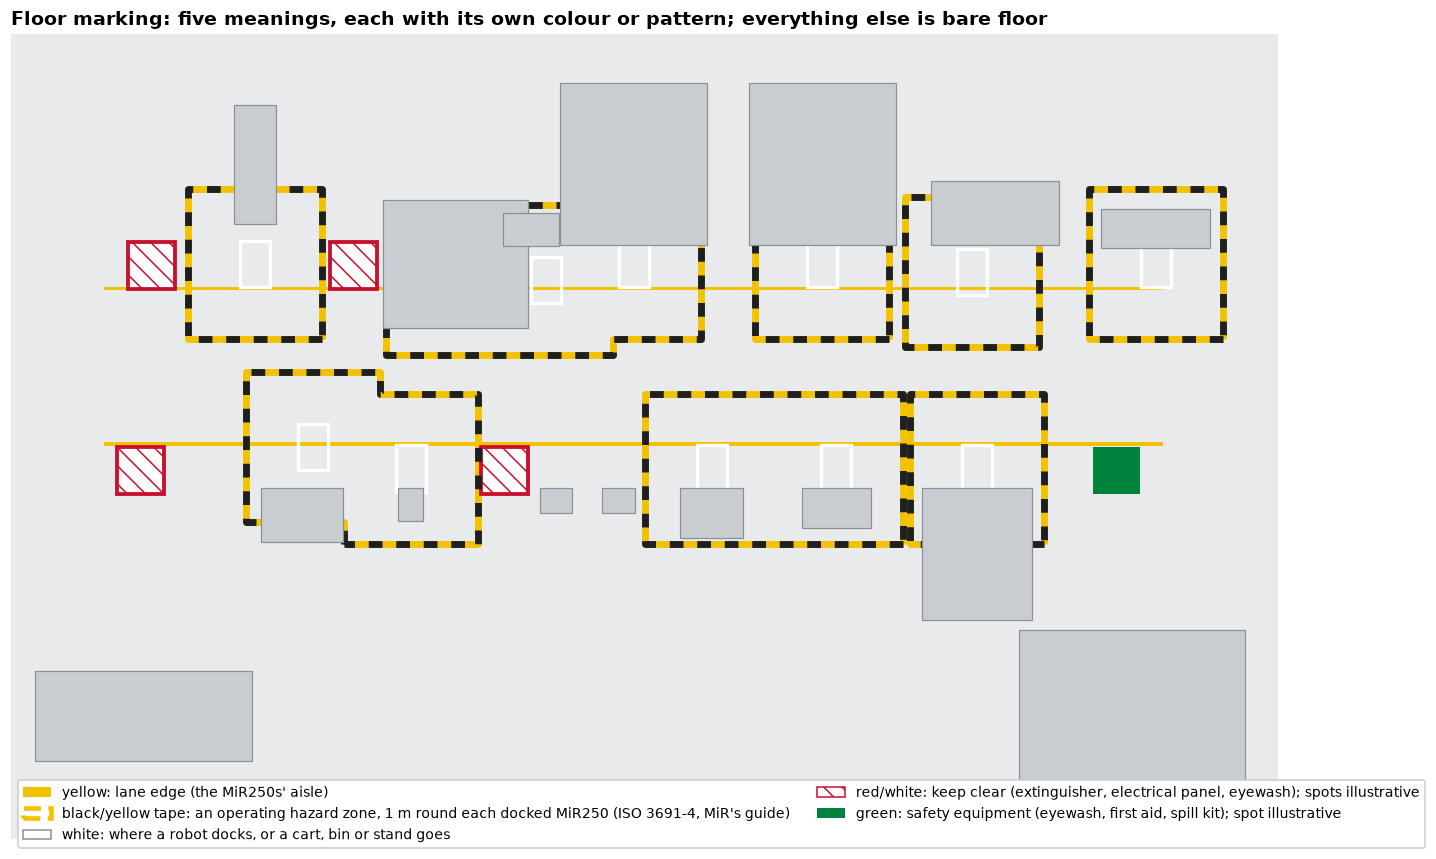 Floor marking: five meanings, each with its own colour or pattern; everything else is bare floor
yellow: lane edge (the MiR250s' aisle)
black/yellow tape: an operating hazard zone, 1 m round each docked MiR250 (ISO 3691-4, MiR's guide)
white: where a robot docks, or a cart, bin or stand goes
red/white: keep clear (extinguisher, electrical panel, eyewash); spots illustrative
green: safety equipment (eyewash, first aid, spill kit); spot illustrative